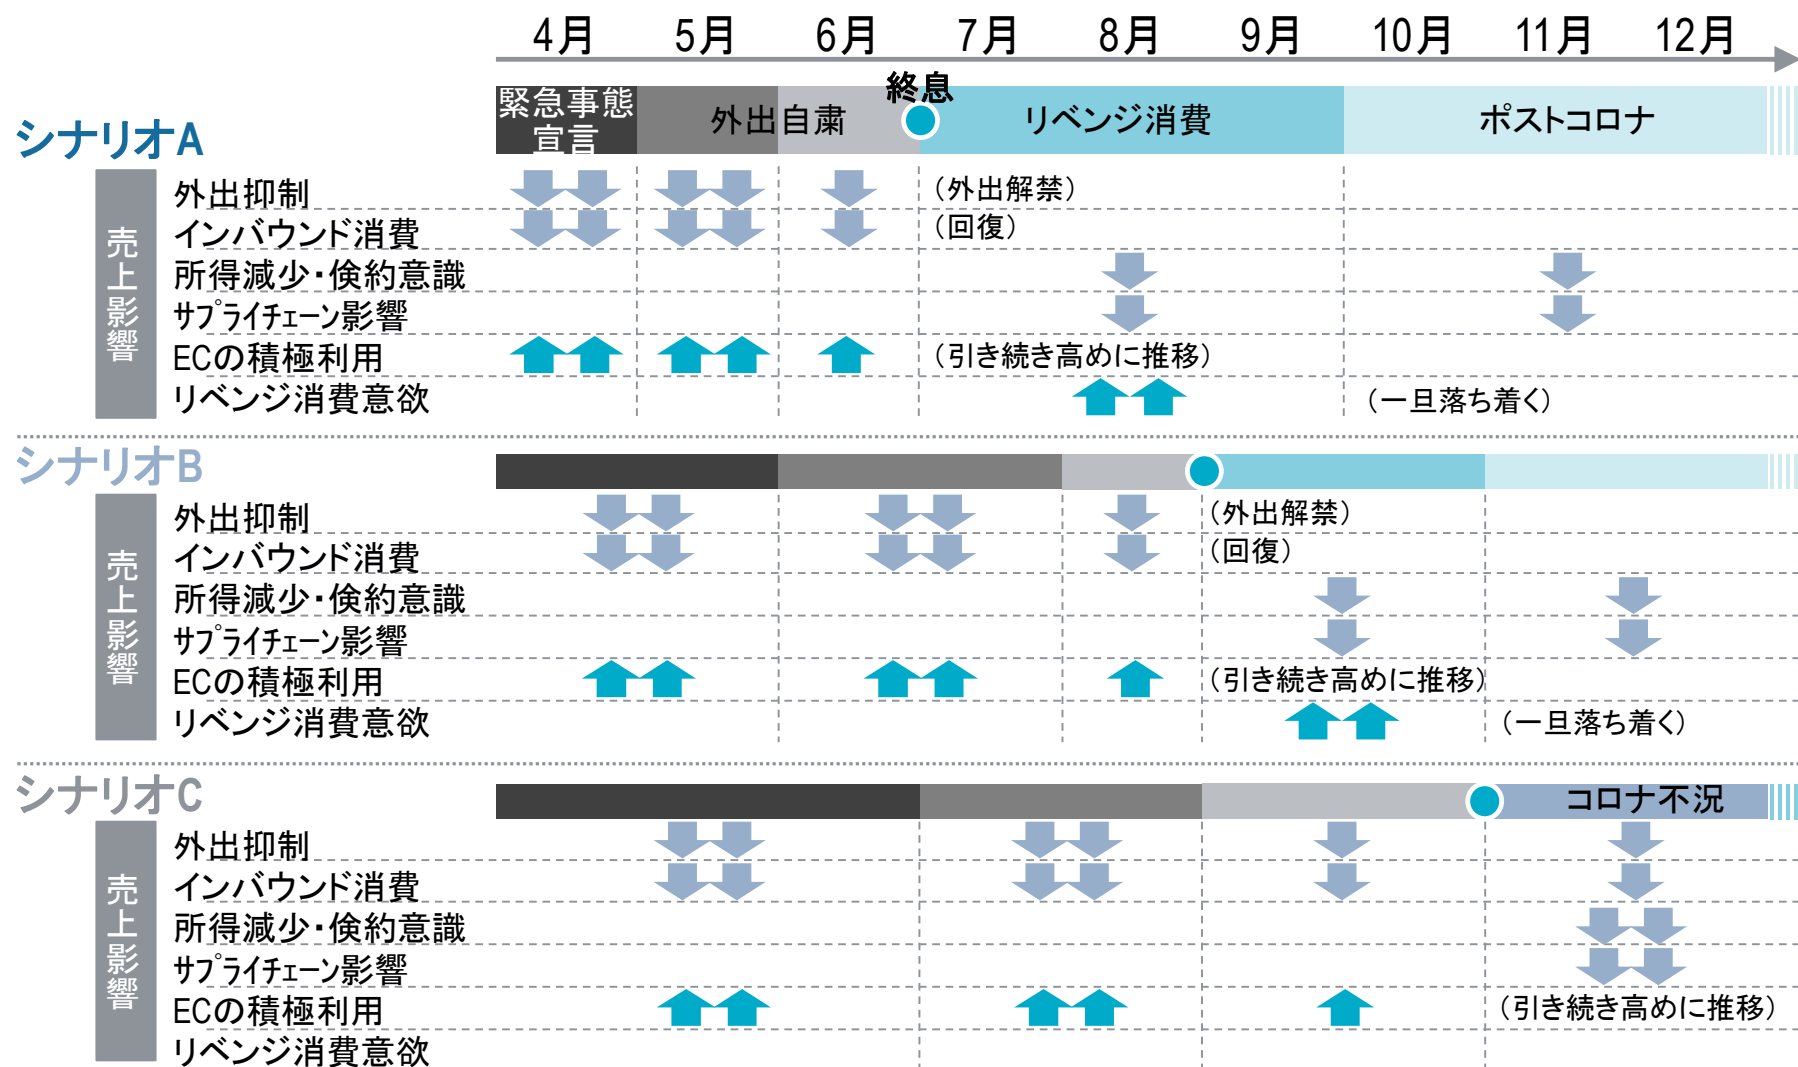 4月 5月 6月 7月 8月 9月 10月 11月 12月
終息
シナリオA
緊急事態
宣言
外出自粛
リベンジ消費
ポストコロナ
売上影響
外出抑制
（外出解禁）
インバウンド消費
（回復）
所得減少・倹約意識
サプライチェーン影響
ECの積極利用
（引き続き高めに推移）
リベンジ消費意欲
（一旦落ち着く）
シナリオB
売上影響
外出抑制
（外出解禁）
インバウンド消費
（回復）
所得減少・倹約意識
サプライチェーン影響
ECの積極利用
（引き続き高めに推移）
リベンジ消費意欲
（一旦落ち着く）
シナリオC
コロナ不況
売上影響
外出抑制
インバウンド消費
所得減少・倹約意識
サプライチェーン影響
ECの積極利用
（引き続き高めに推移）
リベンジ消費意欲